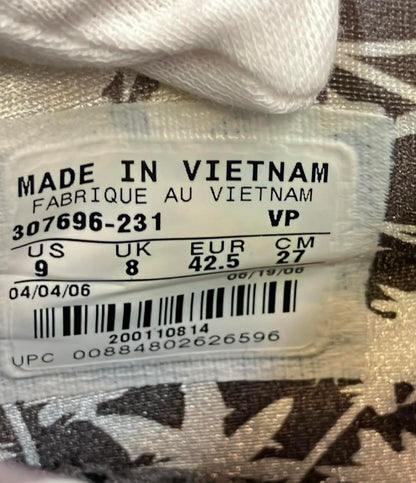 MADE IN VIETNAM
FABRIQUE AU VIETNAM
307696-231 VP
US UK EUR CM
9 8 42.5 27
04/04/06 06/19/06
200110814
UPC 00884802626596